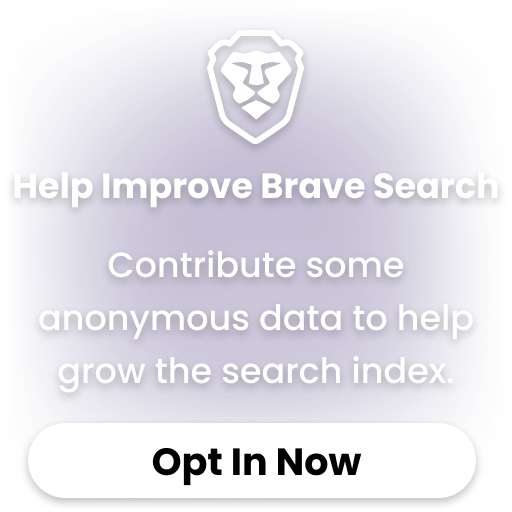 Help Improve Brave Search
Contribute some
anonymous data to help
grow the search index.
Opt In Now